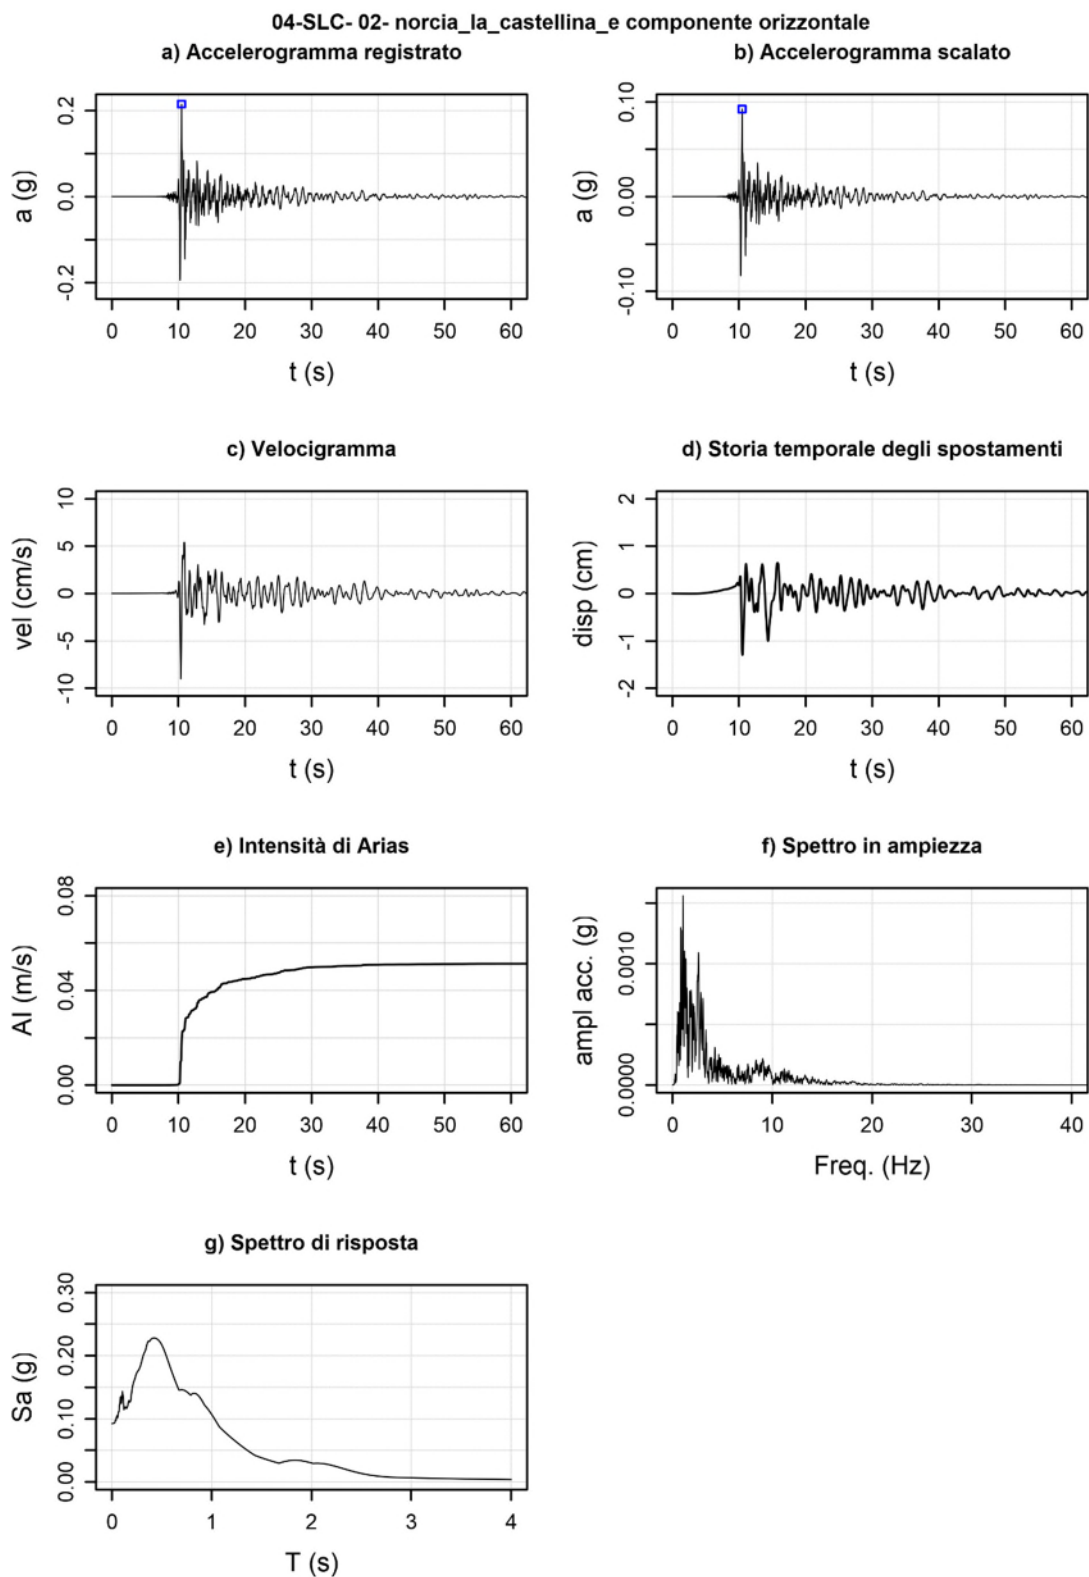 04-SLC- 02- norcia_la_castellina_e componente orizzontale
a) Accelerogramma registrato
b) Accelerogramma scalato
a (g)
0.2
0.0
-0.2
0 10 20 30 40 50 60
t (s)
a (g)
0.10
0.00
-0.10
0 10 20 30 40 50 60
t (s)
c) Velocigramma
d) Storia temporale degli spostamenti
vel (cm/s)
10
5
0
-5
-10
0 10 20 30 40 50 60
t (s)
disp (cm)
2
1
0
-1
-2
0 10 20 30 40 50 60
t (s)
e) Intensità di Arias
f) Spettro in ampiezza
AI (m/s)
0.08
0.04
0.00
0 10 20 30 40 50 60
t (s)
ampl acc. (g)
0.0010
0.0000
0 10 20 30 40
Freq. (Hz)
g) Spettro di risposta
Sa (g)
0.30
0.20
0.10
0.00
0 1 2 3 4
T (s)